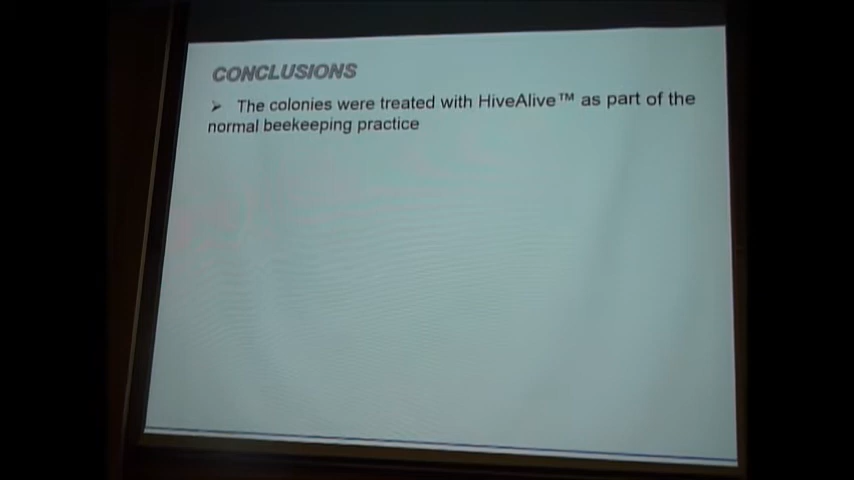 CONCLUSIONS
➢ The colonies were treated with HiveAlive™ as part of the
normal beekeeping practice